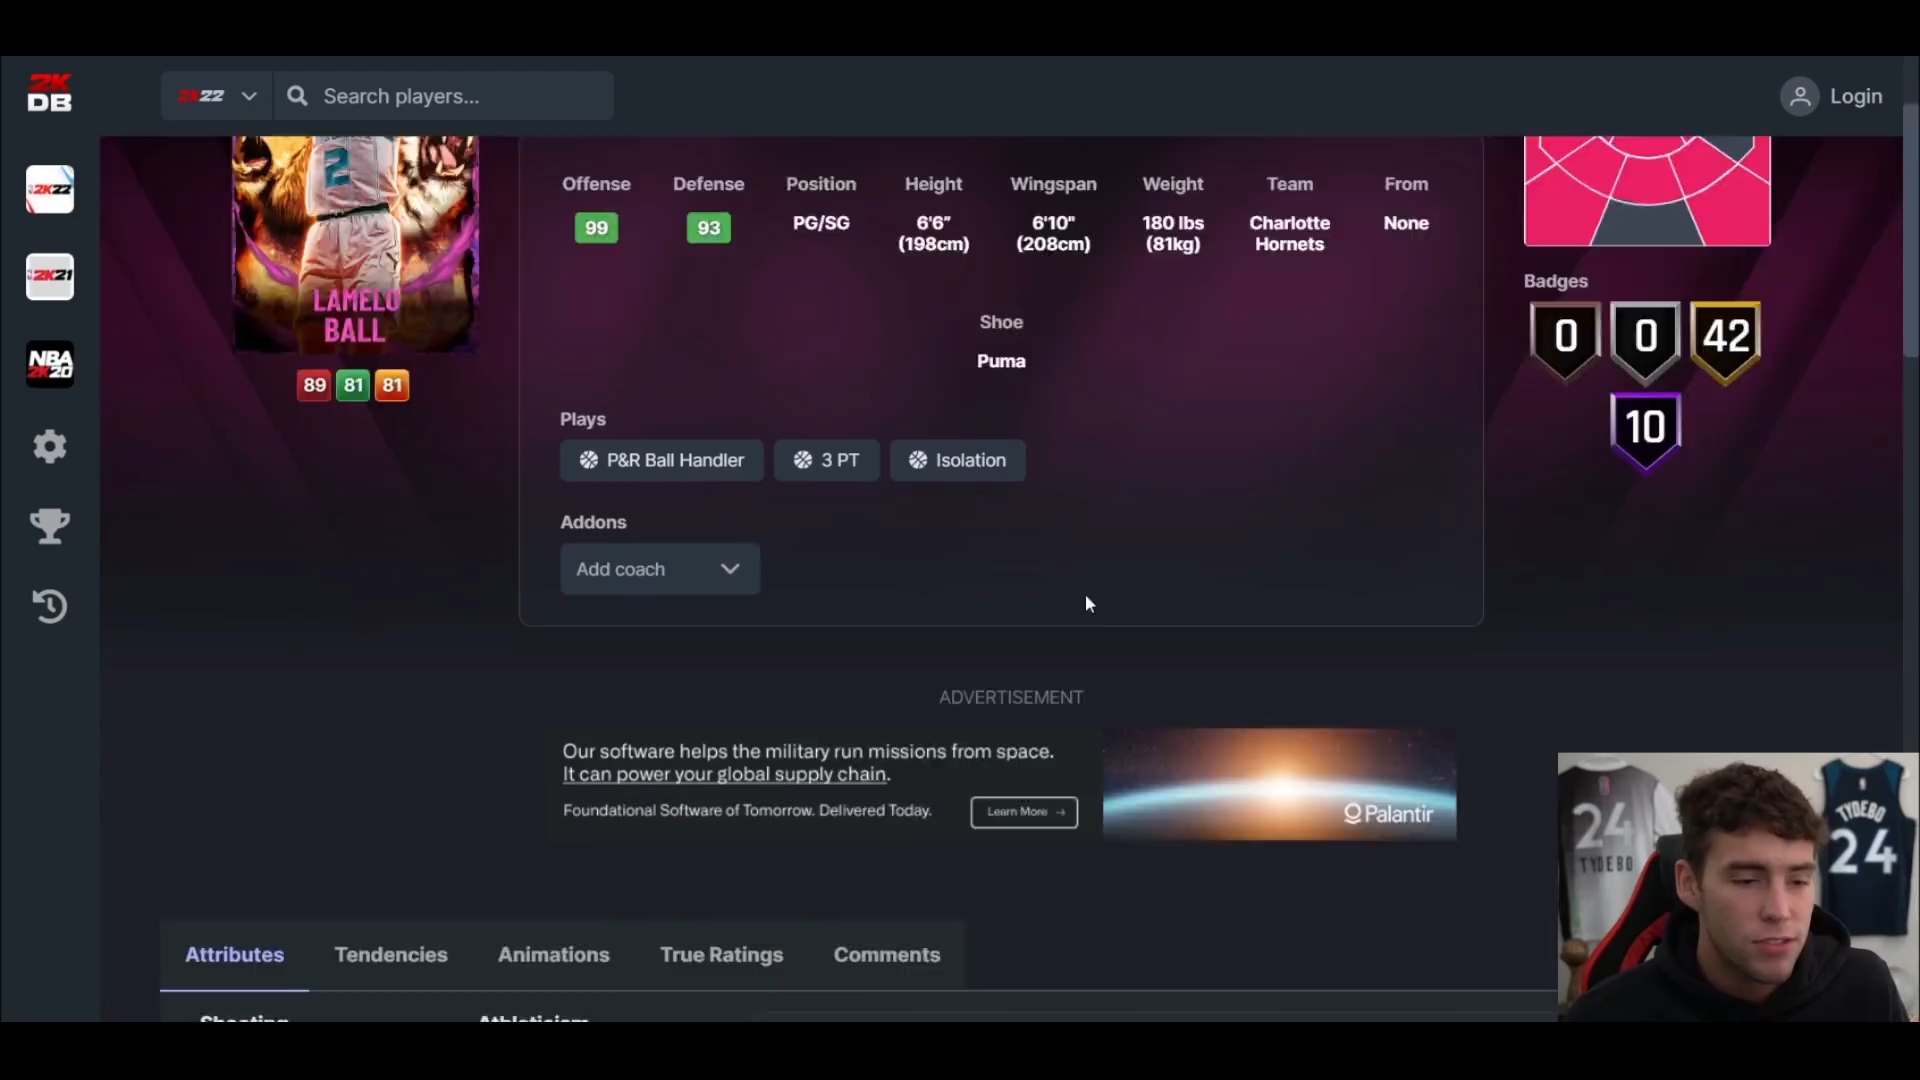 2K
DB
2K22
Search players...
Login
2K22
2K21
NBA
2K20
2
LAMELO
BALL
89 81 81
Offense Defense Position Height Wingspan Weight Team From
99 93 PG/SG 6'6" 6'10" 180 lbs Charlotte None
(198cm) (208cm) (81kg) Hornets
Shoe
Puma
Plays
P&R Ball Handler 3 PT Isolation
Addons
Add coach
Badges
0 0 42
10
ADVERTISEMENT
Our software helps the military run missions from space.
It can power your global supply chain.
Foundational Software of Tomorrow. Delivered Today.
Learn More →
Palantir
Attributes Tendencies Animations True Ratings Comments
Shooting Athleticism
24
TYDEBO
TYDEBO
24